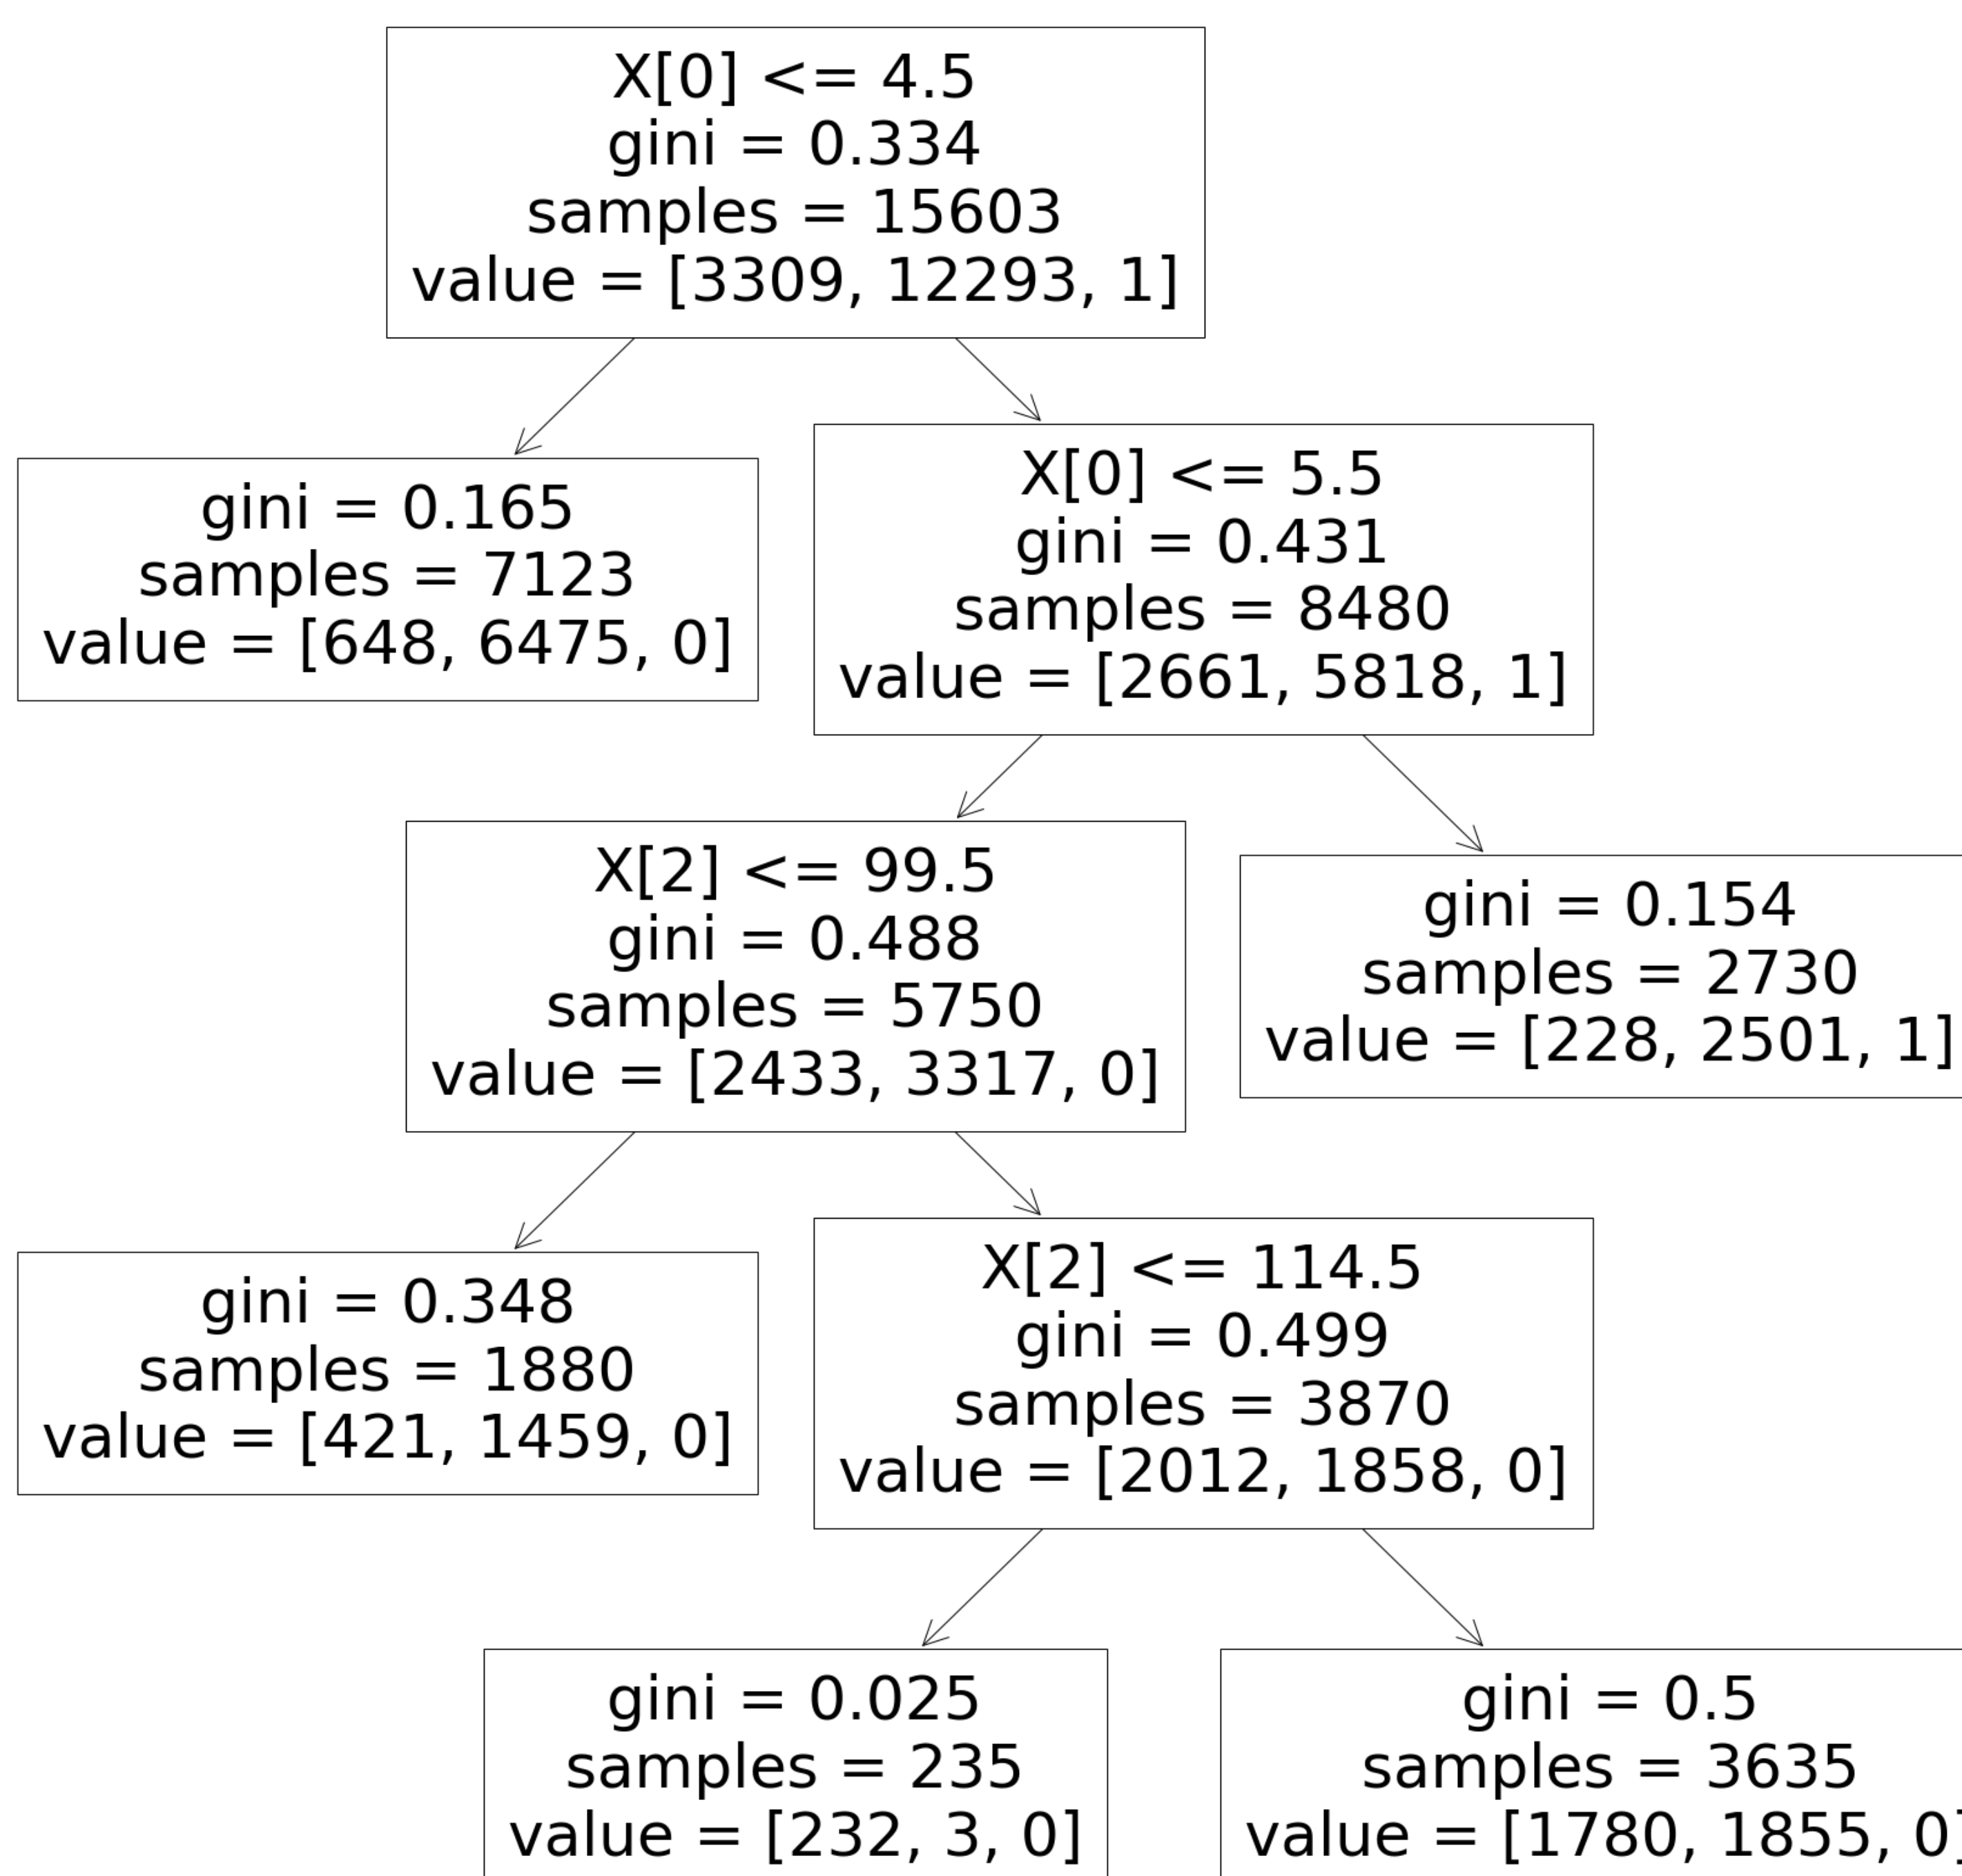 X[0] <= 4.5
gini = 0.334
samples = 15603
value = [3309, 12293, 1]
gini = 0.165
samples = 7123
value = [648, 6475, 0]
X[0] <= 5.5
gini = 0.431
samples = 8480
value = [2661, 5818, 1]
X[2] <= 99.5
gini = 0.488
samples = 5750
value = [2433, 3317, 0]
gini = 0.154
samples = 2730
value = [228, 2501, 1]
gini = 0.348
samples = 1880
value = [421, 1459, 0]
X[2] <= 114.5
gini = 0.499
samples = 3870
value = [2012, 1858, 0]
gini = 0.025
samples = 235
value = [232, 3, 0]
gini = 0.5
samples = 3635
value = [1780, 1855, 0]